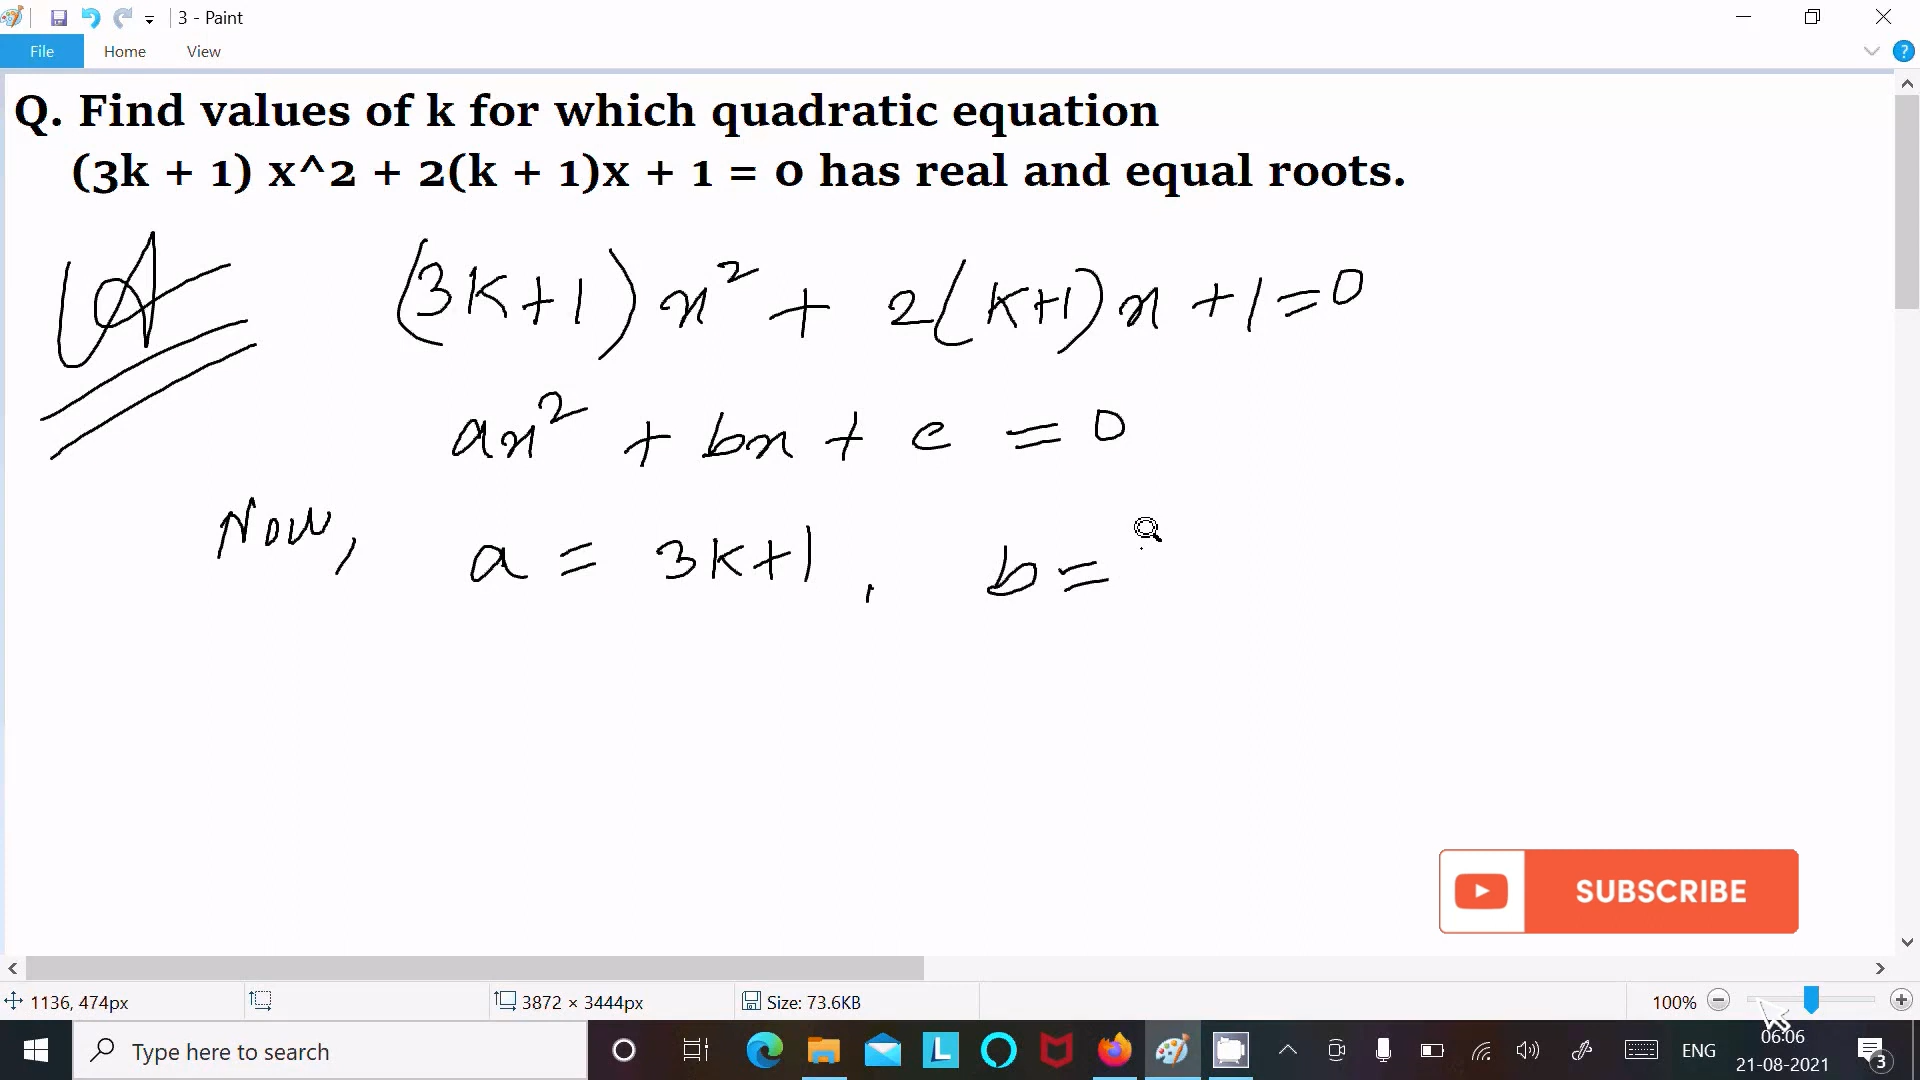 3 - Paint
File Home View
Q. Find values of k for which quadratic equation
(3k + 1) x^2 + 2(k + 1)x + 1 = 0 has real and equal roots.
(3k+1)x² + 2(k+1)x + 1 = 0
ax² + bx + c = 0
Now, a = 3k+1, b =
SUBSCRIBE
1136, 474px 3872 × 3444px Size: 73.6KB 100%
Type here to search
ENG
06:06
21-08-2021
3